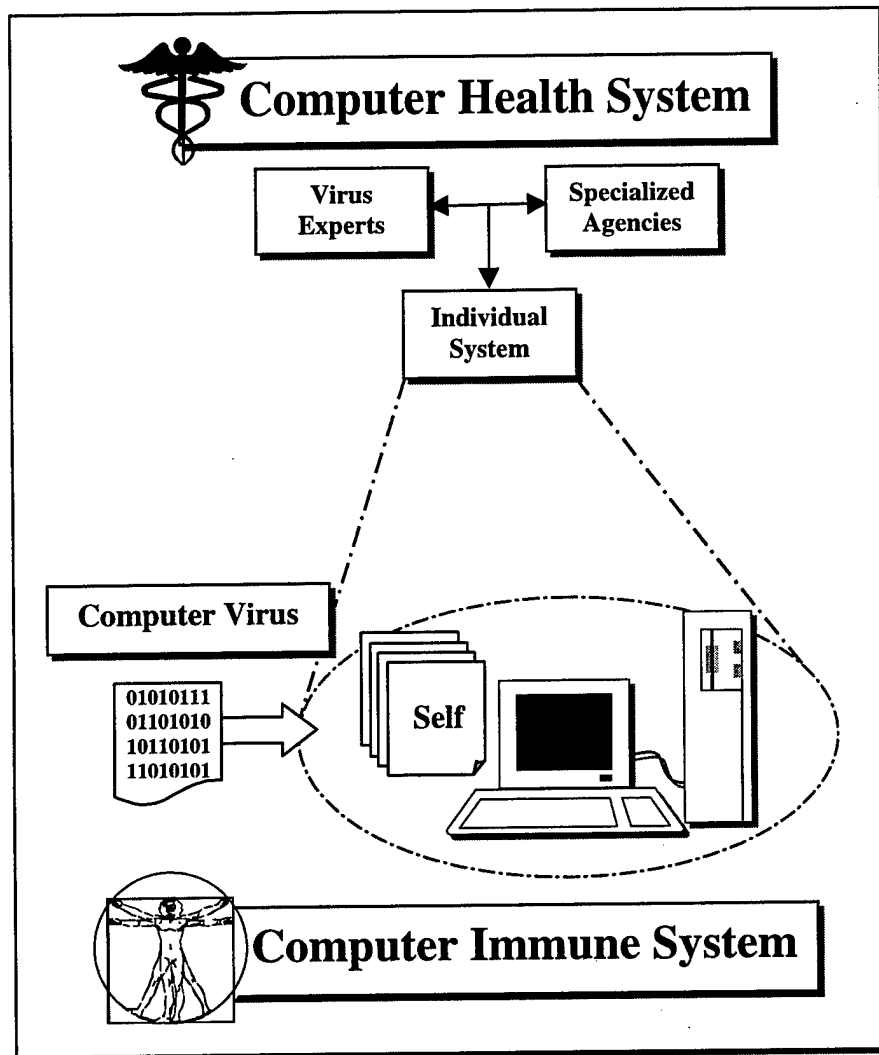 Computer Health System
Virus
Experts
Specialized
Agencies
Individual
System
Computer Virus
01010111
01101010
10110101
11010101
Self
Computer Immune System